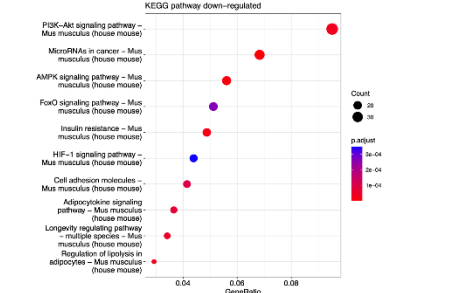 KEGG pathway down-regulated
PI3K-Akt signaling pathway –
Mus musculus (house mouse)
MicroRNAs in cancer – Mus
musculus (house mouse)
AMPK signaling pathway –
Mus musculus (house mouse)
FoxO signaling pathway –
Mus musculus (house mouse)
Insulin resistance – Mus
musculus (house mouse)
HIF-1 signaling pathway –
Mus musculus (house mouse)
Cell adhesion molecules –
Mus musculus (house mouse)
Adipocytokine signaling
pathway – Mus musculus
(house mouse)
Longevity regulating pathway
– multiple species – Mus
musculus (house mouse)
Regulation of lipolysis in
adipocytes – Mus musculus
(house mouse)
0.04 0.06 0.08
GeneRatio
Count
28
38
p.adjust
3e-04
2e-04
1e-04